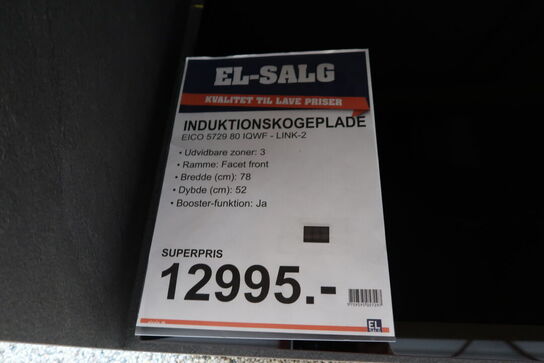 EL-SALG
KVALITET TIL LAVE PRISER
INDUKTIONSKOGEPLADE
EICO 5729 80 IQWF - LINK-2
• Udvidbare zoner: 3
• Ramme: Facet front
• Bredde (cm): 78
• Dybde (cm): 52
• Booster-funktion: Ja
SUPERPRIS
12995.-
EL